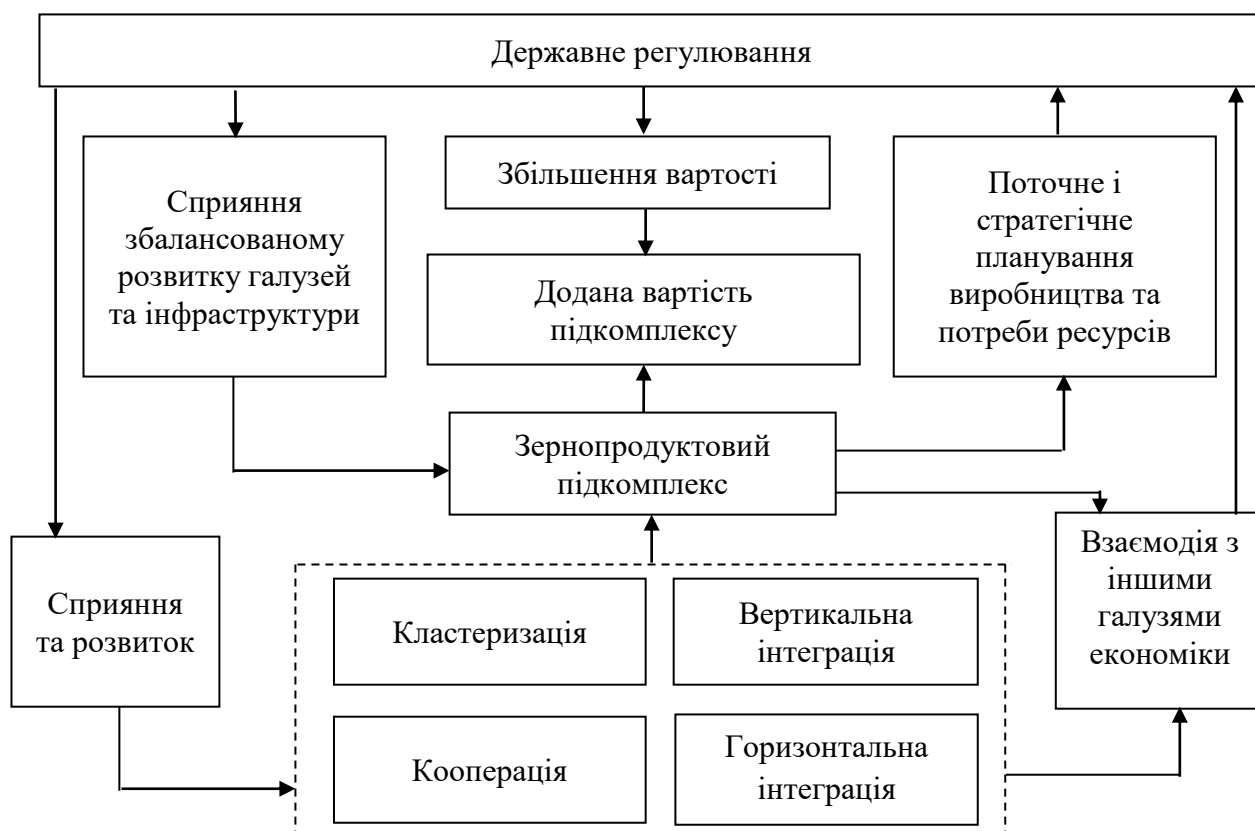 Державне регулювання
Сприяння
збалансованому
розвитку галузей
та інфраструктури
Збільшення вартості
Додана вартість
підкомплексу
Поточне і
стратегічне
планування
виробництва та
потреби ресурсів
Зернопродуктовий
підкомплекс
Сприяння
та розвиток
Кластеризація
Вертикальна
інтеграція
Кооперація
Горизонтальна
інтеграція
Взаємодія з
іншими
галузями
економіки